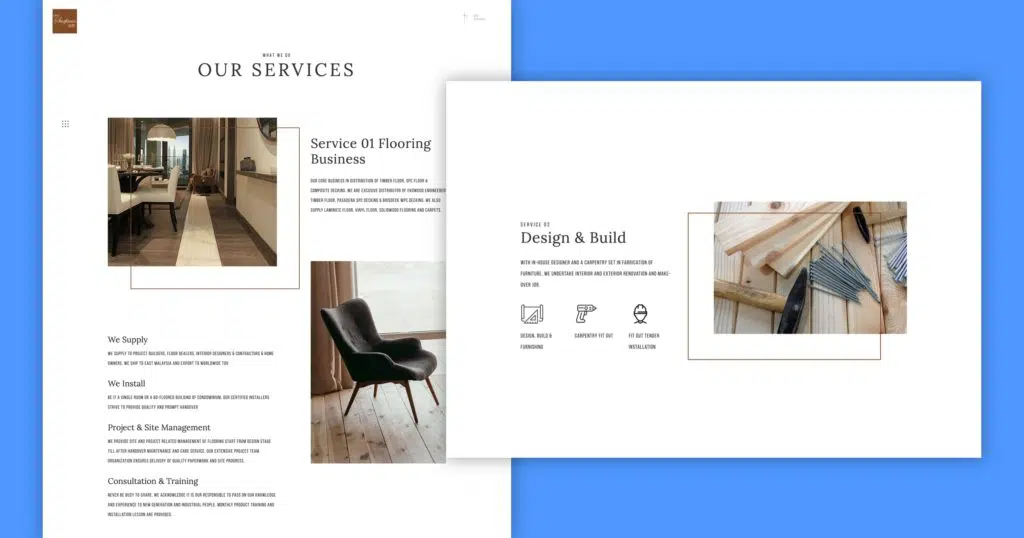 WHAT WE DO
OUR SERVICES
Service 01 Flooring
Business
OUR CORE BUSINESS IN DISTRIBUTION OF TIMBER FLOOR, SPC FLOOR &
COMPOSITE DECKING. WE ARE EXCLUSIVE DISTRIBUTOR OF EKOWOOD ENGINEERED
TIMBER FLOOR, PASADENA SPC DECKING & BRISDECK WPC DECKING. WE ALSO
SUPPLY LAMINATE FLOOR, VINYL FLOOR, SOLIDWOOD FLOORING AND CARPETS.
We Supply
WE SUPPLY TO PROJECT BUILDERS, FLOOR DEALERS, INTERIOR DESIGNERS & CONTRACTORS & HOME
OWNERS. WE SHIP TO EAST MALAYSIA AND EXPORT TO WORLDWIDE TOO
We Install
BE IT A SINGLE ROOM OR A 60-FLOORED BUILDING OF CONDOMINIUM, OUR CERTIFIED INSTALLERS
STRIVE TO PROVIDE QUALITY AND PROMPT HANDOVER
Project & Site Management
WE PROVIDE SITE AND PROJECT RELATED MANAGEMENT OF FLOORING START FROM DESIGN STAGE
TILL AFTER HANDOVER MAINTENANCE AND CARE SERVICE. OUR EXTENSIVE PROJECT TEAM
ORGANIZATION ENSURES DELIVERY OF QUALITY PAPERWORK AND SITE PROGRESS.
Consultation & Training
NEVER BE BUSY TO SHARE. WE ACKNOWLEDGE IT IS OUR RESPONSIBLE TO PASS ON OUR KNOWLEDGE
AND EXPERIENCE TO NEW GENERATION AND INDUSTRIAL PEOPLE. MONTHLY PRODUCT TRAINING AND
INSTALLATION LESSON ARE PROVIDED.
SERVICE 03
Design & Build
WITH IN-HOUSE DESIGNER AND A CARPENTRY SET IN FABRICATION OF
FURNITURE. WE UNDERTAKE INTERIOR AND EXTERIOR RENOVATION AND MAKE-
OVER JOB.
DESIGN, BUILD &
FURNISHING
CARPENTRY FIT OUT
FIT OUT TENDER
INSTALLATION